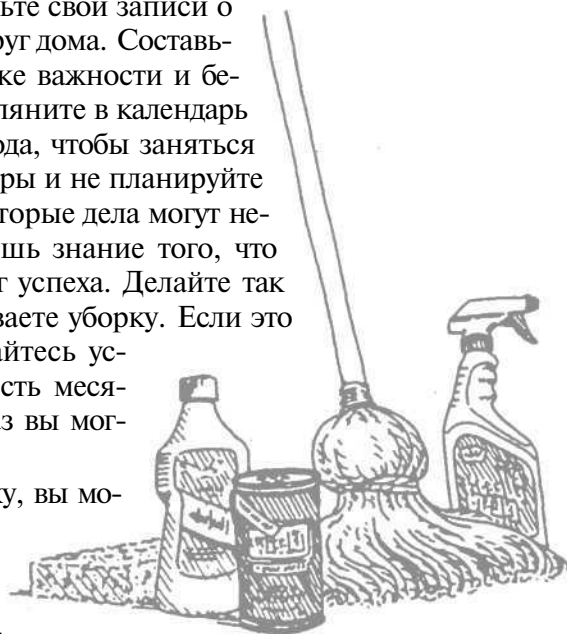 ьте свои записи о
руг дома. Составь-
ке важности и бе-
ляните в календарь
ода, чтобы заняться
ры и не планируйте
оторые дела могут не-
шь знание того, что
г успеха. Делайте так
ваете уборку. Если это
айтесь ус-
сть меся-
з вы мог-
ку, вы мо-